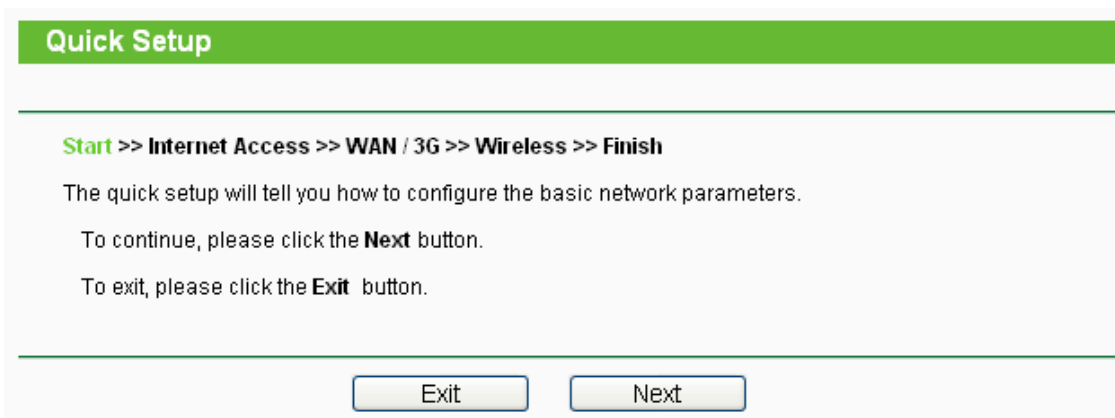 Quick Setup
Start >> Internet Access >> WAN / 3G >> Wireless >> Finish
The quick setup will tell you how to configure the basic network parameters.
To continue, please click the Next button.
To exit, please click the Exit button.
Exit Next